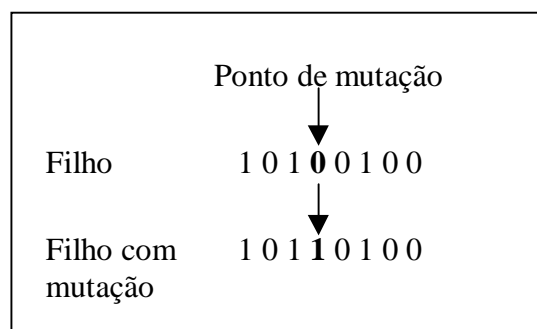 Ponto de mutação
Filho 1 0 1 0 0 1 0 0
Filho com 1 0 1 1 0 1 0 0
mutação